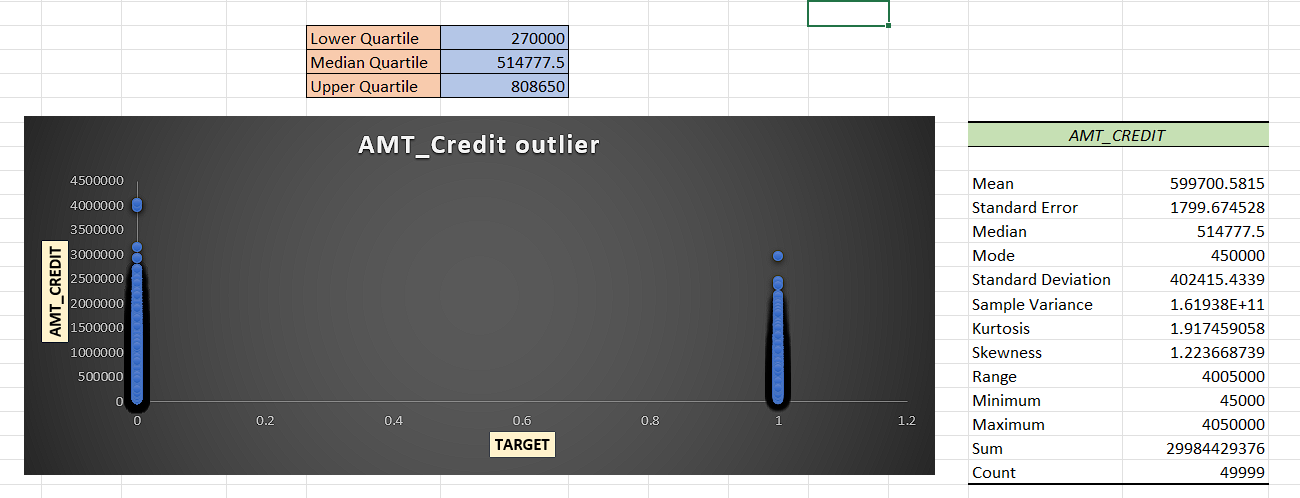 Lower Quartile 270000
Median Quartile 514777.5
Upper Quartile 808650
AMT_Credit outlier
4500000
4000000
3500000
3000000
2500000
2000000
1500000
1000000
500000
0
AMT_CREDIT
0 0.2 0.4 0.6 0.8 1 1.2
TARGET
AMT_CREDIT
Mean 599700.5815
Standard Error 1799.674528
Median 514777.5
Mode 450000
Standard Deviation 402415.4339
Sample Variance 1.61938E+11
Kurtosis 1.917459058
Skewness 1.223668739
Range 4005000
Minimum 45000
Maximum 4050000
Sum 29984429376
Count 49999